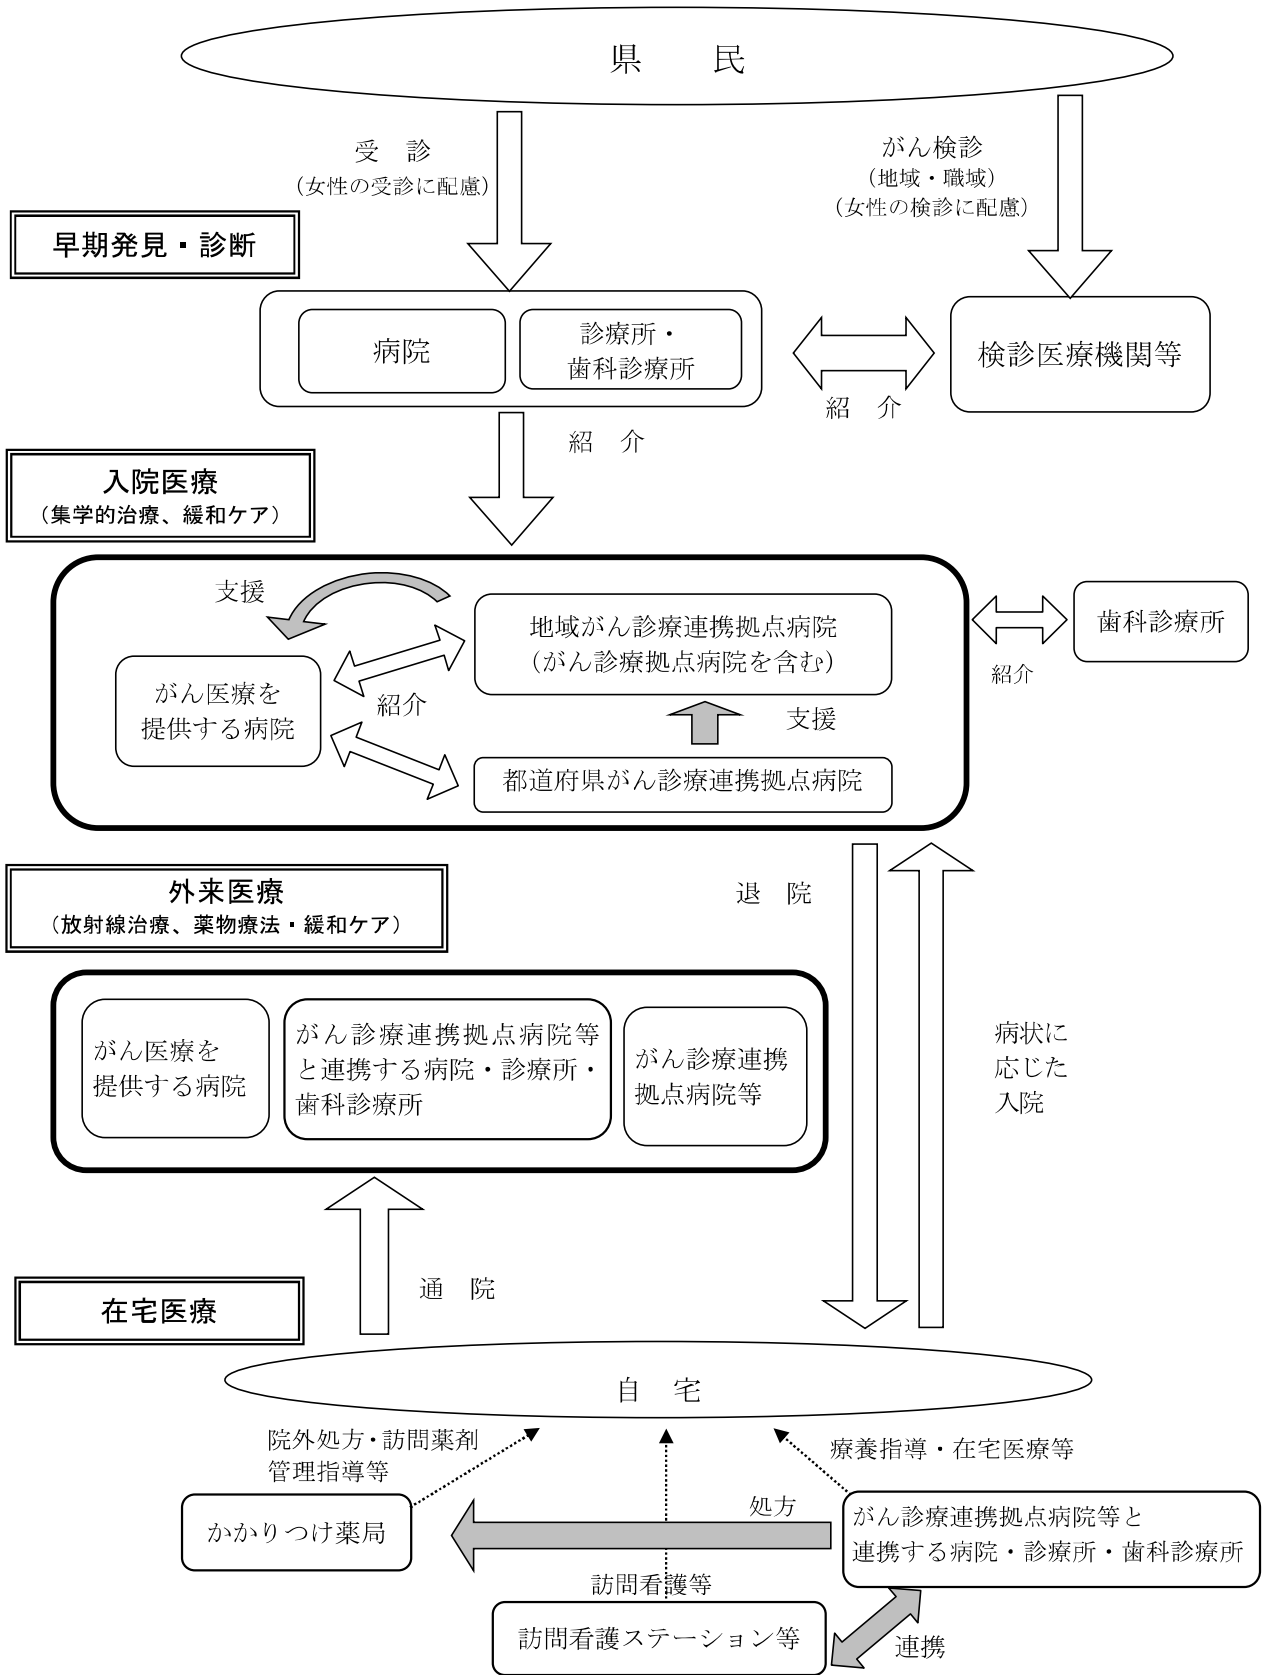 県　民
受　診
（女性の受診に配慮）
がん検診
（地域・職域）
（女性の検診に配慮）
早期発見・診断
病院
診療所・
歯科診療所
検診医療機関等
紹　介
紹　介
入院医療
（集学的治療、緩和ケア）
支援
地域がん診療連携拠点病院
（がん診療拠点病院を含む）
歯科診療所
紹介
がん医療を
提供する病院
紹介
支援
都道府県がん診療連携拠点病院
外来医療
（放射線治療、薬物療法・緩和ケア）
退　院
がん医療を
提供する病院
がん診療連携拠点病院等
と連携する病院・診療所・
歯科診療所
がん診療連携
拠点病院等
病状に
応じた
入院
通　院
在宅医療
自　宅
院外処方・訪問薬剤
管理指導等
療養指導・在宅医療等
かかりつけ薬局
処方
がん診療連携拠点病院等と
連携する病院・診療所・歯科診療所
訪問看護等
訪問看護ステーション等
連携